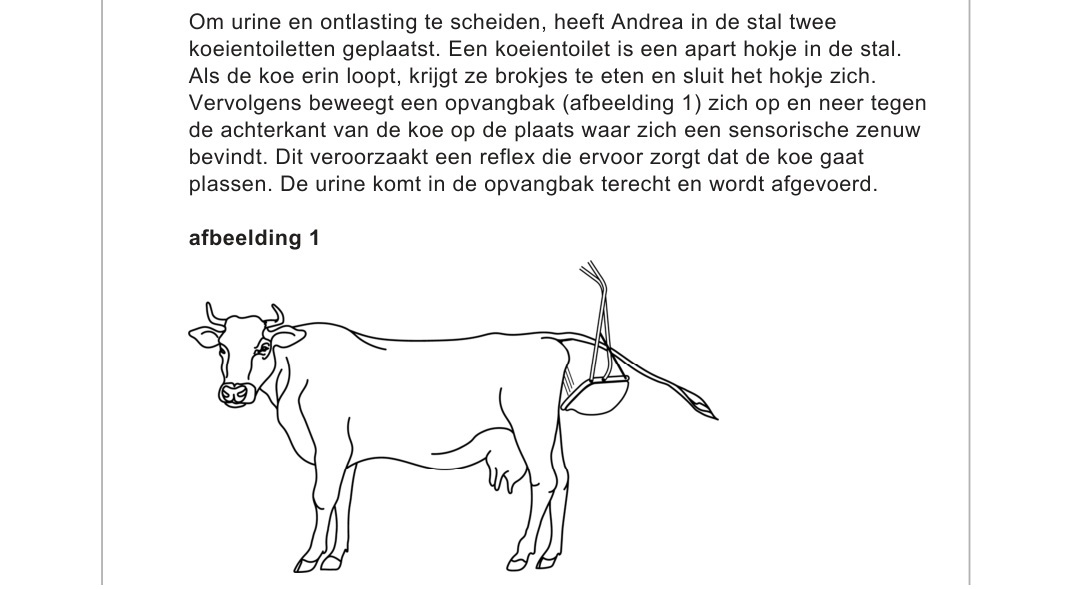 Om urine en ontlasting te scheiden, heeft Andrea in de stal twee
koeientoiletten geplaatst. Een koeientoilet is een apart hokje in de stal.
Als de koe erin loopt, krijgt ze brokjes te eten en sluit het hokje zich.
Vervolgens beweegt een opvangbak (afbeelding 1) zich op en neer tegen
de achterkant van de koe op de plaats waar zich een sensorische zenuw
bevindt. Dit veroorzaakt een reflex die ervoor zorgt dat de koe gaat
plassen. De urine komt in de opvangbak terecht en wordt afgevoerd.
afbeelding 1